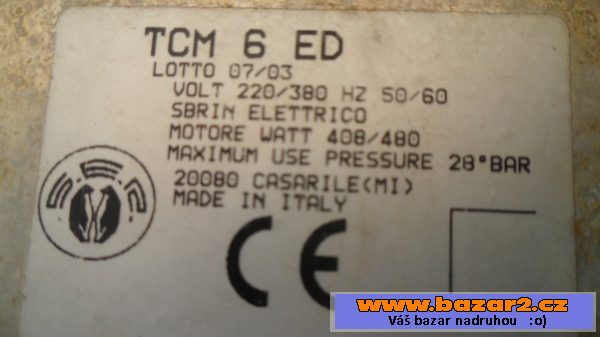 TCM 6 ED
LOTTO 07/03
VOLT 220/380 HZ 50/60
SBRIN ELETTRICO
MOTORE WATT 408/480
MAXIMUM USE PRESSURE 28°BAR
20080 CASARILE(MI)
MADE IN ITALY
CE
www.bazar2.cz
Váš bazar nadruhou :o)